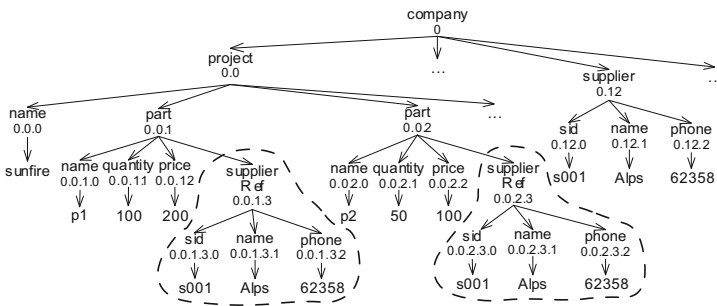 company
0
project
0.0
...
supplier
0.12
..
name
0.0.0
part
0.0.1
part
0.0.2
...
sid
0.12.0
name
0.12.1
phone
0.12.2
sunfire
name
0.0.1.0
quantity
0.0.1.1
price
0.0.12
supplier
Ref
0.0.1.3
name
0.0.2.0
quantity
0.0.2.1
price
0.0.2.2
supplier
Ref
0.0.2.3
s001
Alps
62358
p1
100
200
p2
50
100
sid
0.0.1.3.0
name
0.0.1.3.1
phone
0.0.1.3.2
sid
0.0.2.3.0
name
0.0.2.3.1
phone
0.0.2.3.2
s001
Alps
62358
s001
Alps
62358